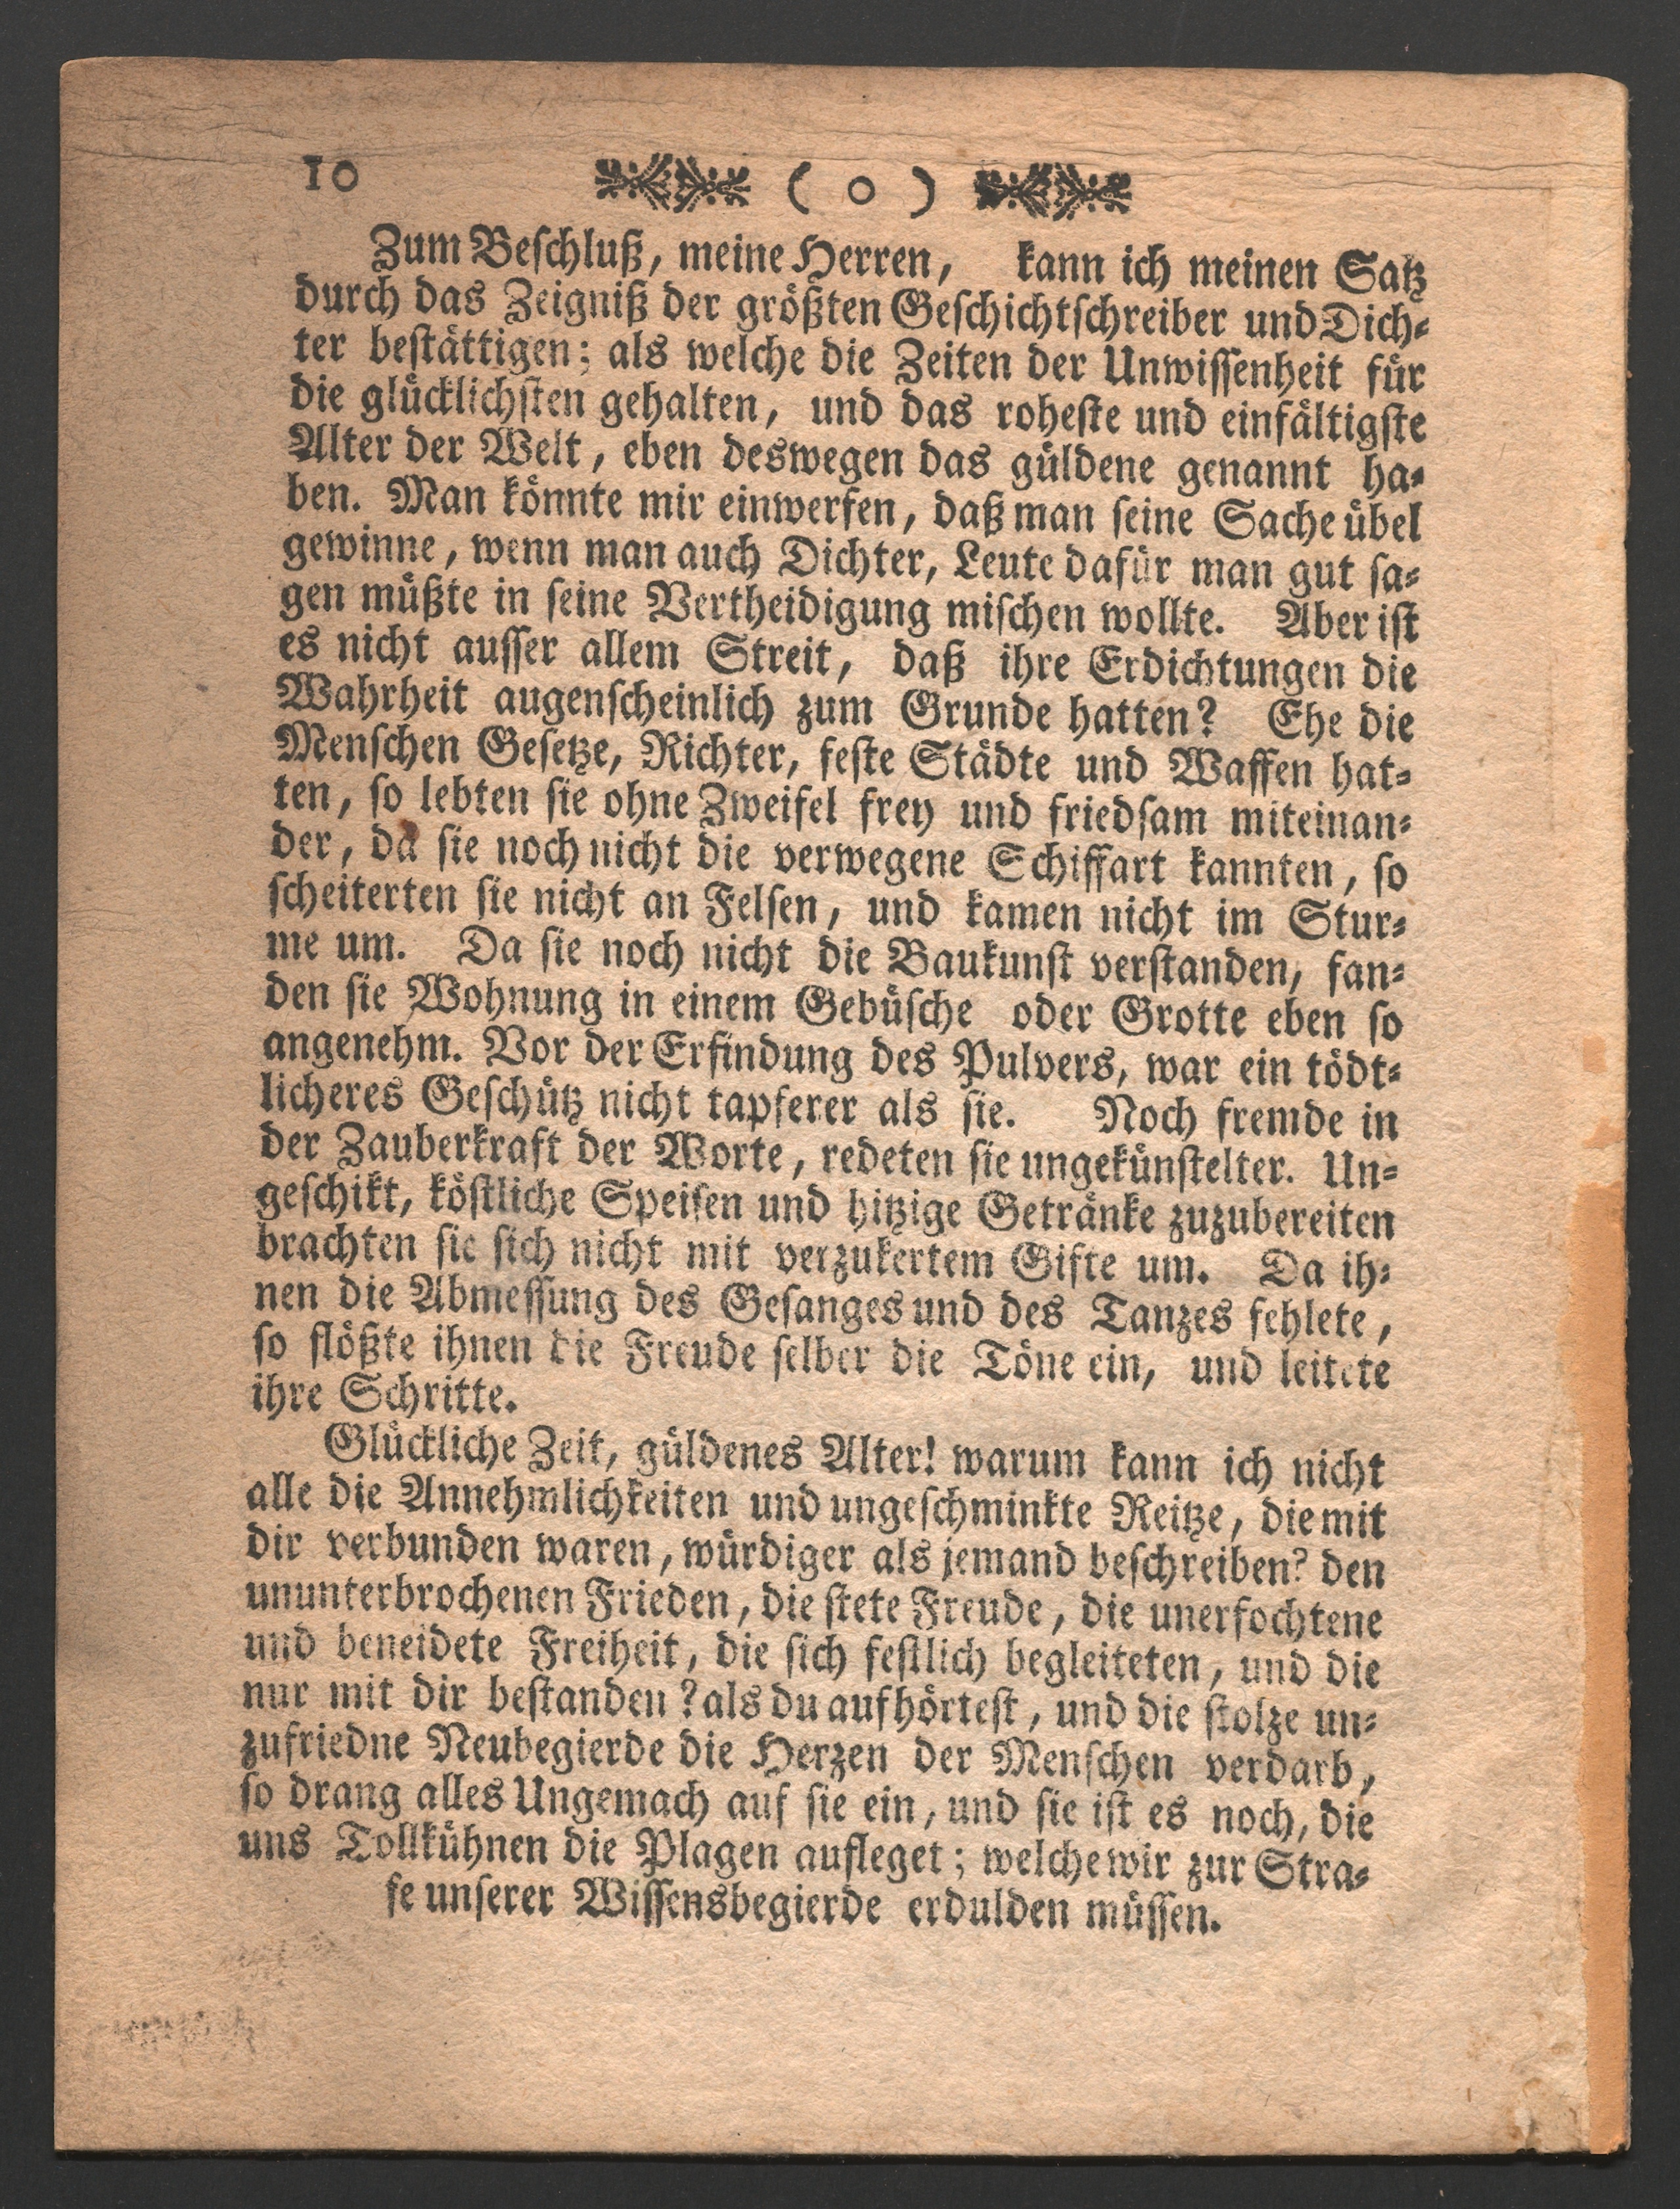 10 ( o )
Zum Beſchluß, meine Herren, kann ich meinen Satz
durch das Zeigniß der größten Geſchichtſchreiber und Dich⸗
ter beſtättigen; als welche die Zeiten der Unwiſſenheit für
die glücklichſten gehalten, und das roheſte und einfältigſte
Alter der Welt, eben deswegen das güldene genannt ha⸗
ben. Man könnte mir einwerfen, daß man ſeine Sache übel
gewinne, wenn man auch Dichter, Leute dafür man gut ſa⸗
gen müßte in ſeine Vertheidigung miſchen wollte. Aber iſt
es nicht auſſer allem Streit, daß ihre Erdichtungen die
Wahrheit augenſcheinlich zum Grunde hatten? Ehe die
Menſchen Geſetze, Richter, feſte Städte und Waffen hat⸗
ten, ſo lebten ſie ohne Zweifel frey und friedſam miteinan⸗
der, da ſie noch nicht die verwegene Schiffart kannten, ſo
ſcheiterten ſie nicht an Felſen, und kamen nicht im Stur⸗
me um. Da ſie noch nicht die Baukunſt verſtanden, fan⸗
den ſie Wohnung in einem Gebüſche oder Grotte eben ſo
angenehm. Vor der Erfindung des Pulvers, war ein tödt⸗
licheres Geſchütz nicht tapferer als ſie. Noch fremde in
der Zauberkraft der Worte, redeten ſie ungekünſtelter. Un⸗
geſchikt, köſtliche Speiſen und hitzige Getränke zuzubereiten
brachten ſie ſich nicht mit verzukertem Gifte um. Da ih⸗
nen die Abmeſſung des Geſanges und des Tanzes fehlete,
ſo flößte ihnen die Freude ſelber die Töne ein, und leitete
ihre Schritte.
Glückliche Zeit, güldenes Alter! warum kann ich nicht
alle die Annehmlichkeiten und ungeſchminkte Reitze, die mit
dir verbunden waren, würdiger als jemand beſchreiben? den
ununterbrochenen Frieden, die ſtete Freude, die unerfochtene
und beneidete Freiheit, die ſich feſtlich begleiteten, und die
nur mit dir beſtanden? als du aufhörteſt, und die ſtolze un⸗
zufriedne Neubegierde die Herzen der Menſchen verdarb,
ſo drang alles Ungemach auf ſie ein, und ſie iſt es noch, die
uns Tollkühnen die Plagen aufleget; welche wir zur Stra⸗
fe unſerer Wiſſensbegierde erdulden müſſen.